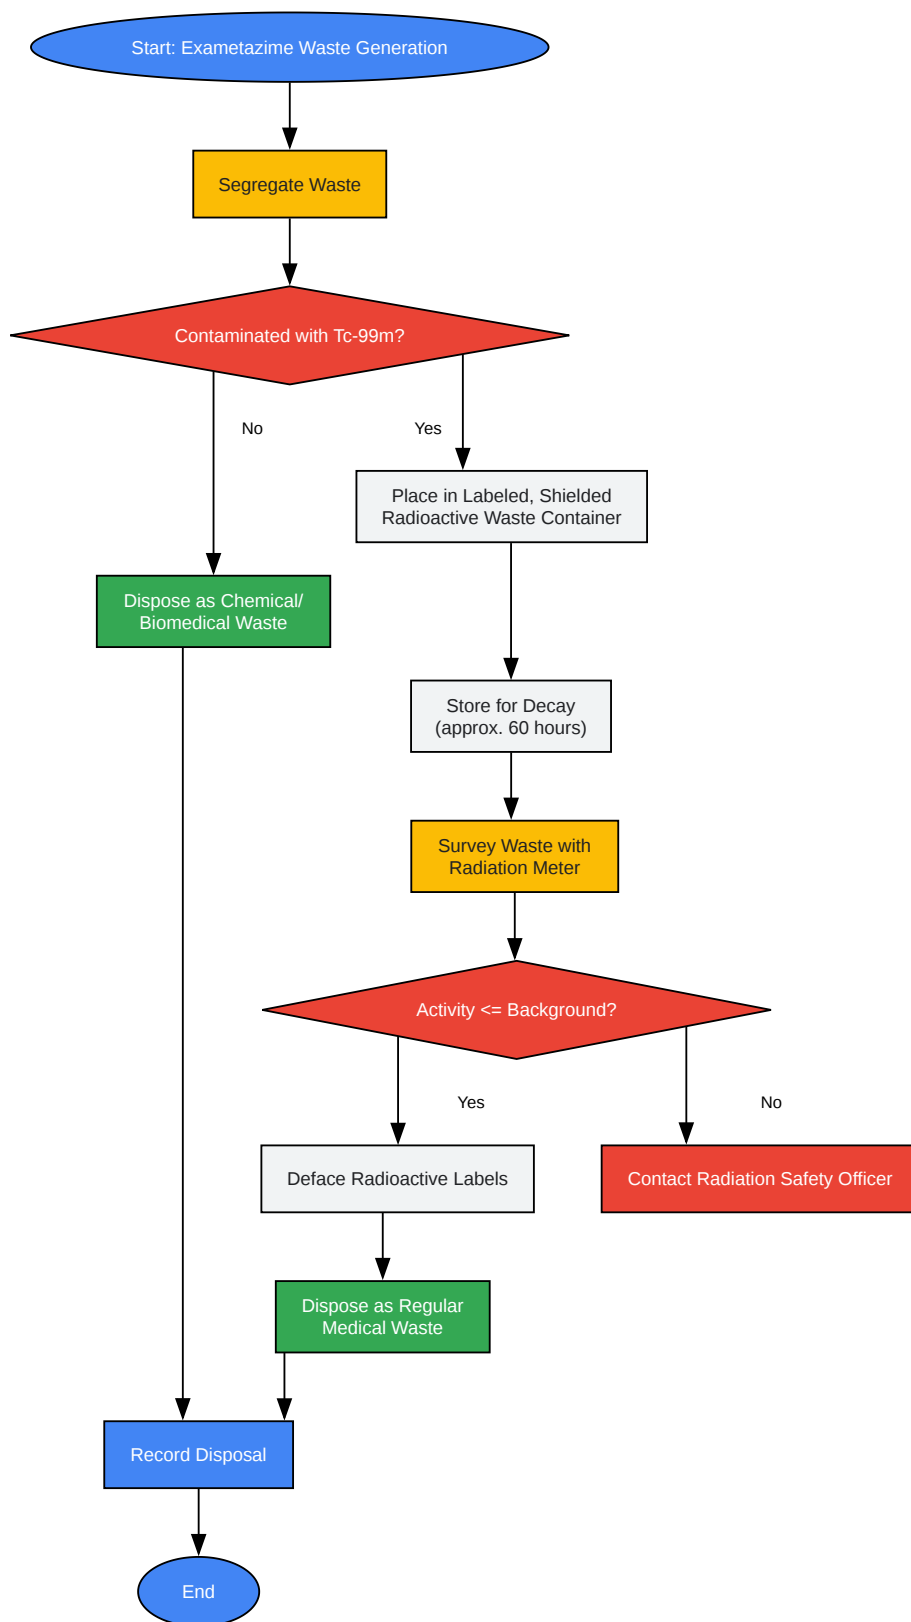 Start: Exametazime Waste Generation
Segregate Waste
Contaminated with Tc-99m?
No
Yes
Place in Labeled, Shielded
Radioactive Waste Container
Dispose as Chemical/
Biomedical Waste
Store for Decay
(approx. 60 hours)
Survey Waste with
Radiation Meter
Activity <= Background?
Yes
No
Deface Radioactive Labels
Contact Radiation Safety Officer
Dispose as Regular
Medical Waste
Record Disposal
End